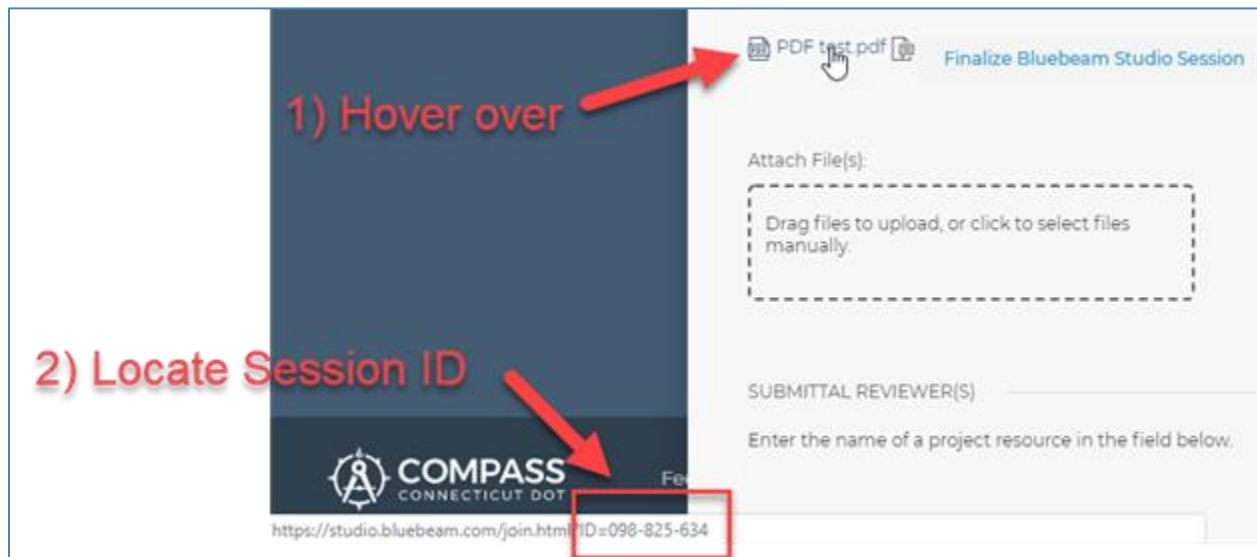 PDF test.pdf
Finalize Bluebeam Studio Session
1) Hover over
Attach File(s):
Drag files to upload, or click to select files
manually.
2) Locate Session ID
SUBMITTAL REVIEWER(S)
Enter the name of a project resource in the field below.
COMPASS
CONNECTICUT DOT
https://studio.bluebeam.com/join.html?ID=098-825-634